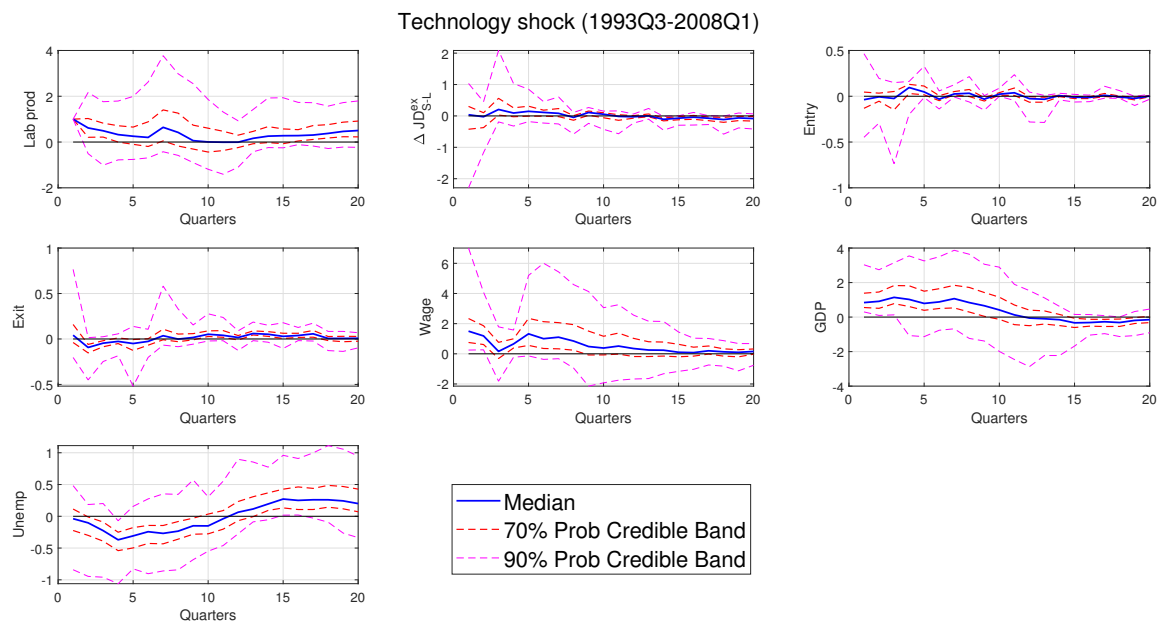 Technology shock (1993Q3-2008Q1)
Lab prod
4
2
0
-2
0 5 10 15 20
Quarters
Δ JD^{ex}_{S-L}
2
1
0
-1
-2
0 5 10 15 20
Quarters
Entry
0.5
0
-0.5
-1
0 5 10 15 20
Quarters
Exit
1
0.5
0
-0.5
0 5 10 15 20
Quarters
Wage
6
4
2
0
-2
0 5 10 15 20
Quarters
GDP
4
2
0
-2
-4
0 5 10 15 20
Quarters
Unemp
1
0.5
0
-0.5
-1
0 5 10 15 20
Quarters
Median
70% Prob Credible Band
90% Prob Credible Band